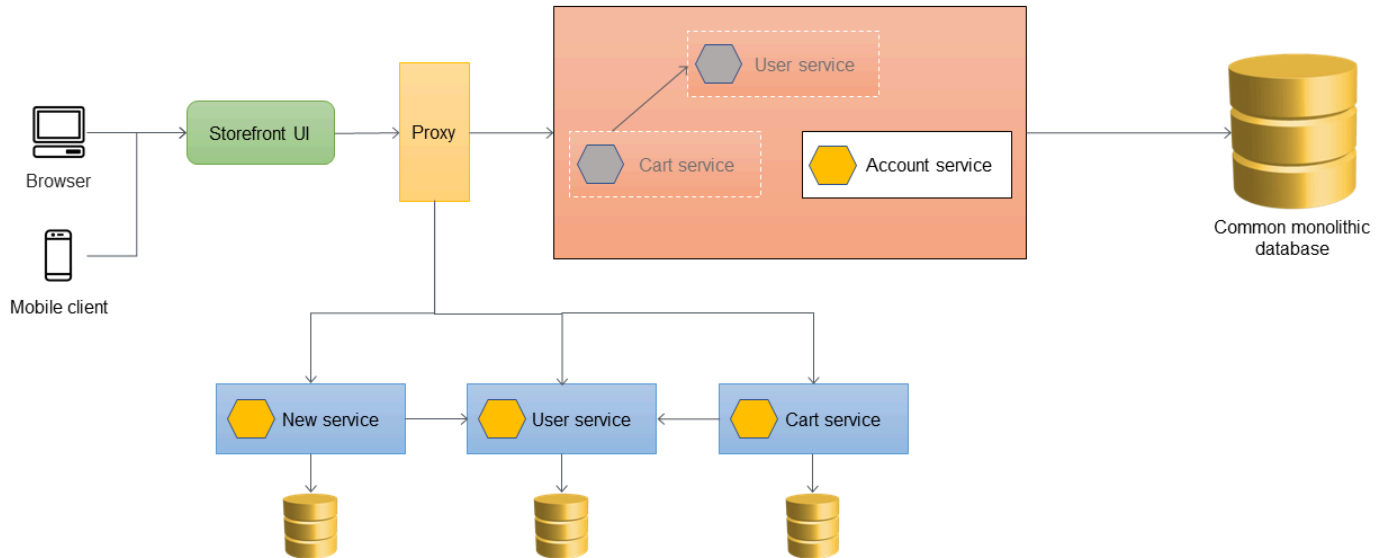 User service
Storefront UI
Proxy
Cart service
Account service
Browser
Common monolithic
database
Mobile client
New service
User service
Cart service